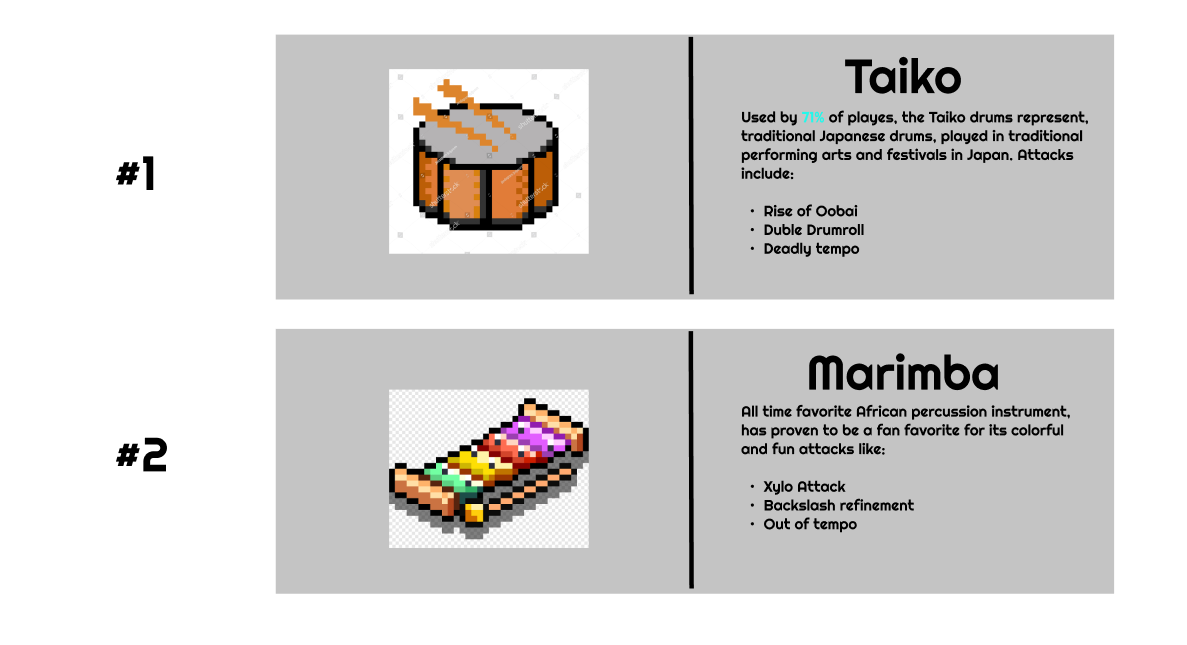 #1
Taiko
Used by 71% of playes, the Taiko drums represent,
traditional Japanese drums, played in traditional
performing arts and festivals in Japan. Attacks
include:
• Rise of Oobai
• Duble Drumroll
• Deadly tempo
#2
Marimba
All time favorite African percussion instrument,
has proven to be a fan favorite for its colorful
and fun attacks like:
• Xylo Attack
• Backslash refinement
• Out of tempo